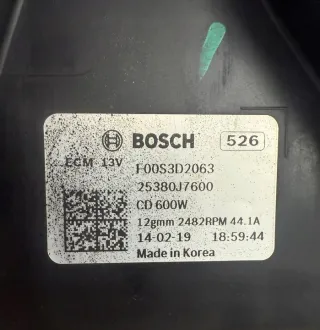 BOSCH 526
ECM 13V F00S3D2063
25380J7600
CD 600W
12gmm 2482RPM 44.1A
14-02-19 18:59:44
Made in Korea